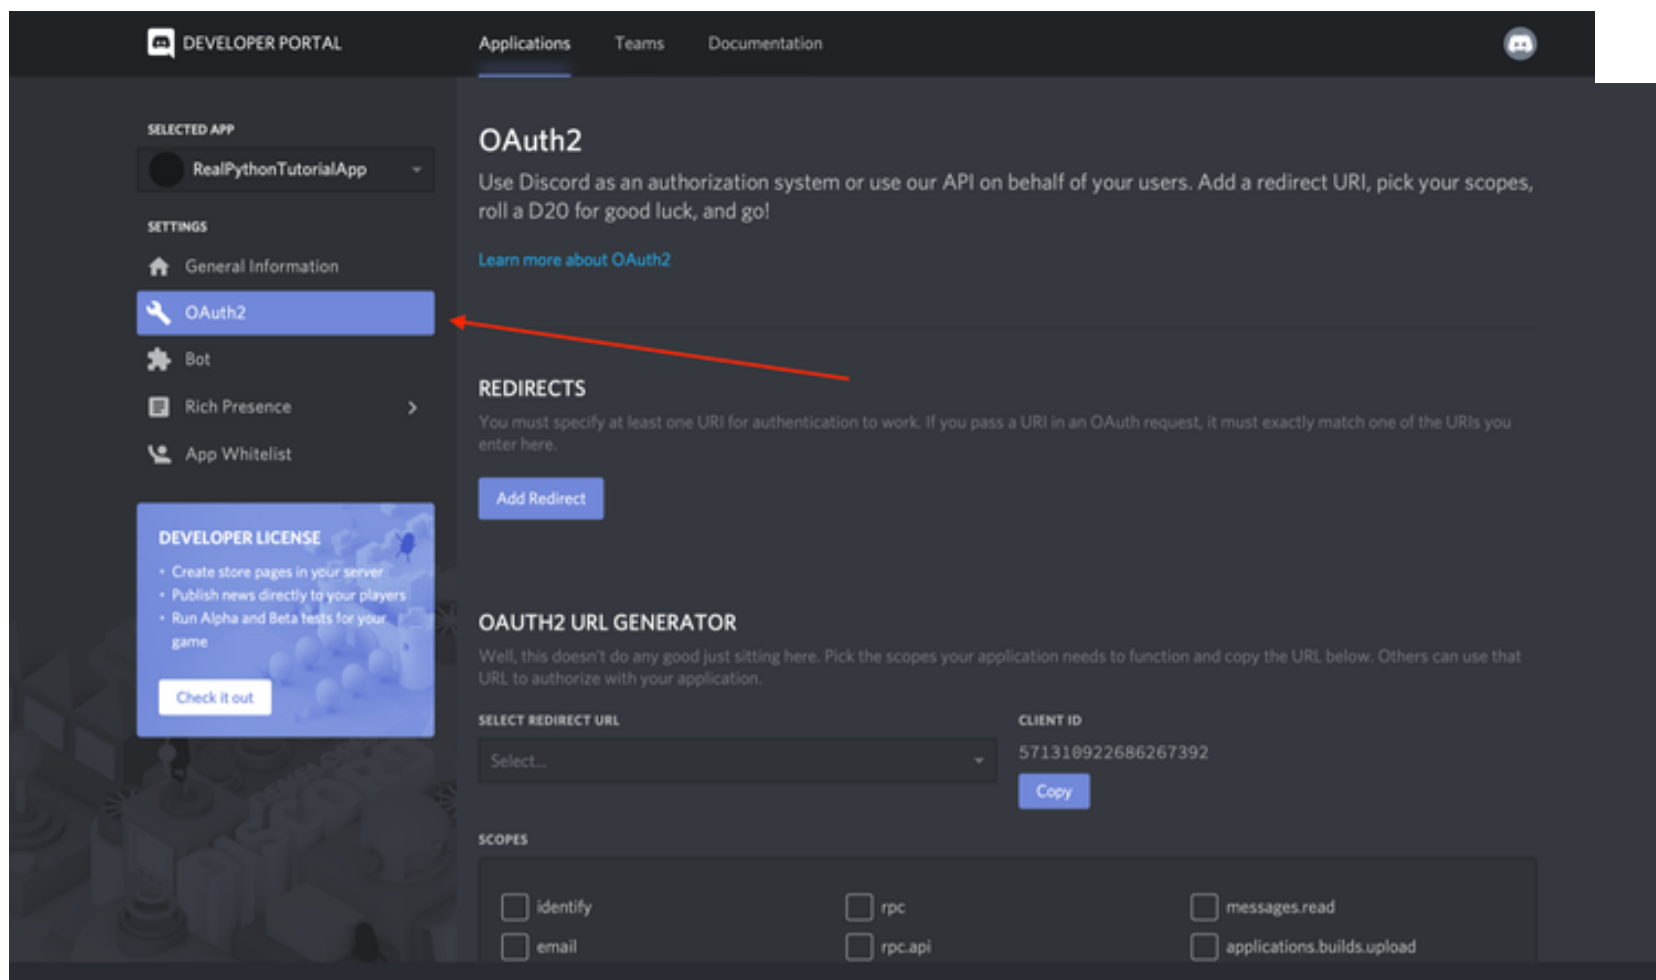 DEVELOPER PORTAL
Applications
Teams
Documentation
SELECTED APP
RealPythonTutorialApp
SETTINGS
General Information
OAuth2
Bot
Rich Presence
App Whitelist
DEVELOPER LICENSE
• Create store pages in your server
• Publish news directly to your players
• Run Alpha and Beta tests for your
game
Check it out
OAuth2
Use Discord as an authorization system or use our API on behalf of your users. Add a redirect URI, pick your scopes,
roll a D20 for good luck, and go!
Learn more about OAuth2
REDIRECTS
You must specify at least one URI for authentication to work. If you pass a URI in an OAuth request, it must exactly match one of the URIs you
enter here.
Add Redirect
OAUTH2 URL GENERATOR
Well, this doesn't do any good just sitting here. Pick the scopes your application needs to function and copy the URL below. Others can use that
URL to authorize with your application.
SELECT REDIRECT URL
Select...
CLIENT ID
571310922686267392
Copy
SCOPES
identify
rpc
messages.read
email
rpc.api
applications.builds.upload